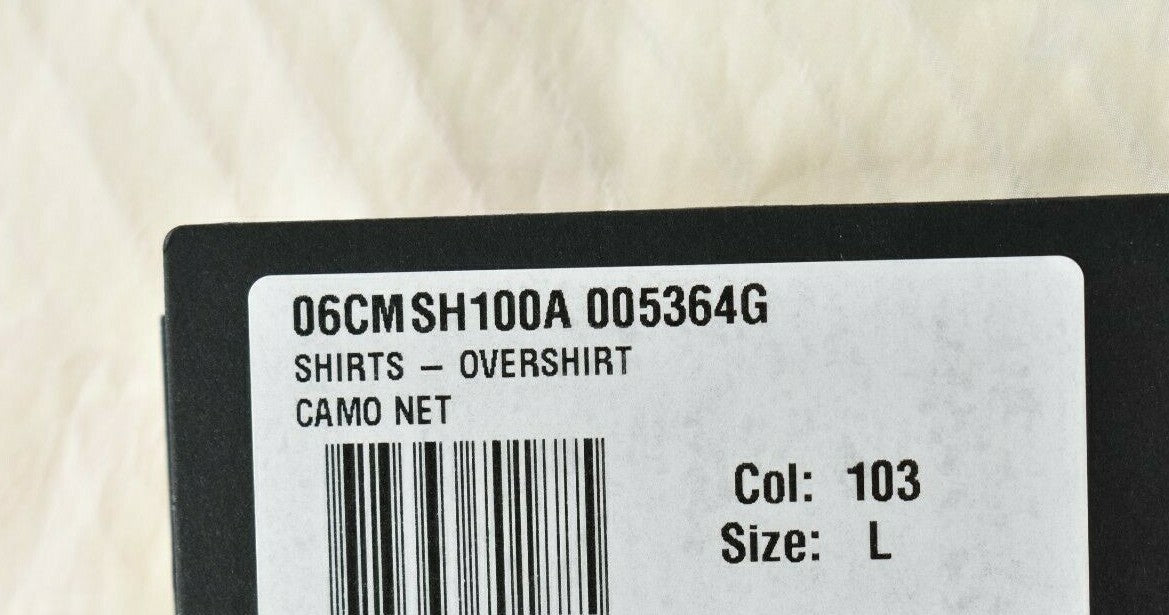 06CMSH100A 005364G
SHIRTS – OVERSHIRT
CAMO NET
Col: 103
Size: L